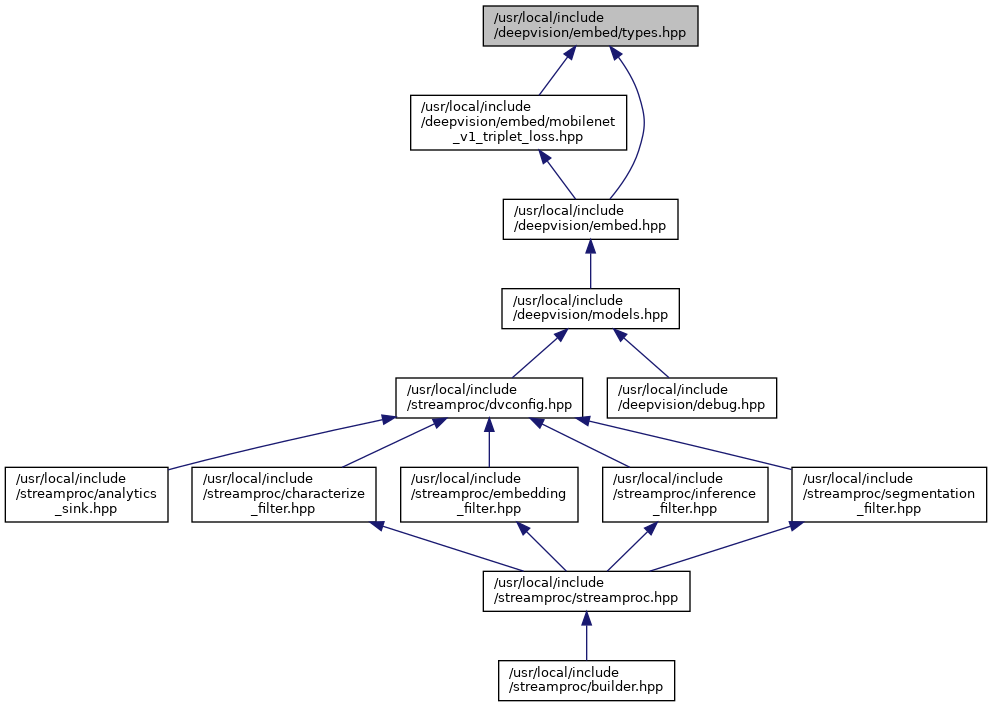 /usr/local/include
/deepvision/embed/types.hpp
/usr/local/include
/deepvision/embed/mobilenet
_v1_triplet_loss.hpp
/usr/local/include
/deepvision/embed.hpp
/usr/local/include
/deepvision/models.hpp
/usr/local/include
/streamproc/dvconfig.hpp
/usr/local/include
/deepvision/debug.hpp
/usr/local/include
/streamproc/analytics
_sink.hpp
/usr/local/include
/streamproc/characterize
_filter.hpp
/usr/local/include
/streamproc/embedding
_filter.hpp
/usr/local/include
/streamproc/inference
_filter.hpp
/usr/local/include
/streamproc/segmentation
_filter.hpp
/usr/local/include
/streamproc/streamproc.hpp
/usr/local/include
/streamproc/builder.hpp